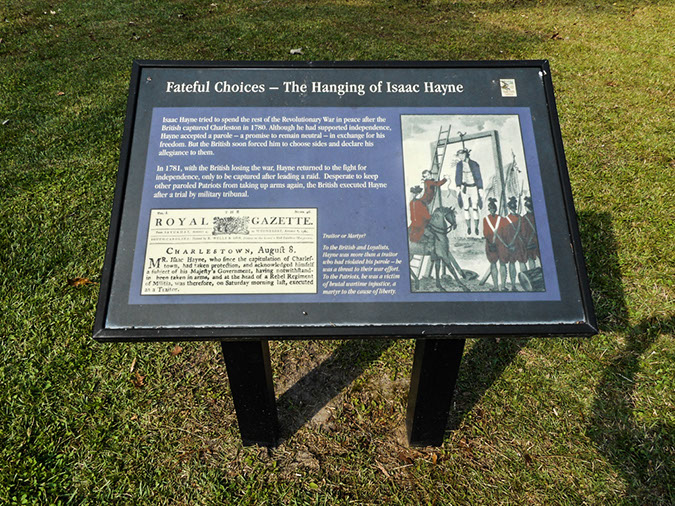 Fateful Choices – The Hanging of Isaac Hayne
Isaac Hayne tried to spend the rest of the Revolutionary War in peace after the
British captured Charleston in 1780. Although he had supported independence,
Hayne accepted a parole – a promise to remain neutral – in exchange for his
freedom. But the British soon forced him to choose sides and declare his
allegiance to them.
In 1781, with the British losing the war, Hayne returned to the fight for
independence, only to be captured after leading a raid. Desperate to keep
other paroled Patriots from taking up arms again, the British executed Hayne
after a trial by military tribunal.
THE
ROYAL GAZETTE.
CHARLESTOWN, August 8.
MR. Isaac Hayne, who since the capitulation of Charles-
town, had taken protection, and acknowledged himself
a subject of his Majesty's Government, having notwithstand-
been taken in arms, and at the head of a Rebel Regiment
of Militia, was therefore, on Saturday morning last, executed
as a Traitor.
Traitor or Martyr?
To the British and Loyalists,
Hayne was more than a traitor
who had violated his parole – he
was a threat to their war effort.
To the Patriots, he was a victim
of brutal wartime injustice, a
martyr to the cause of liberty.